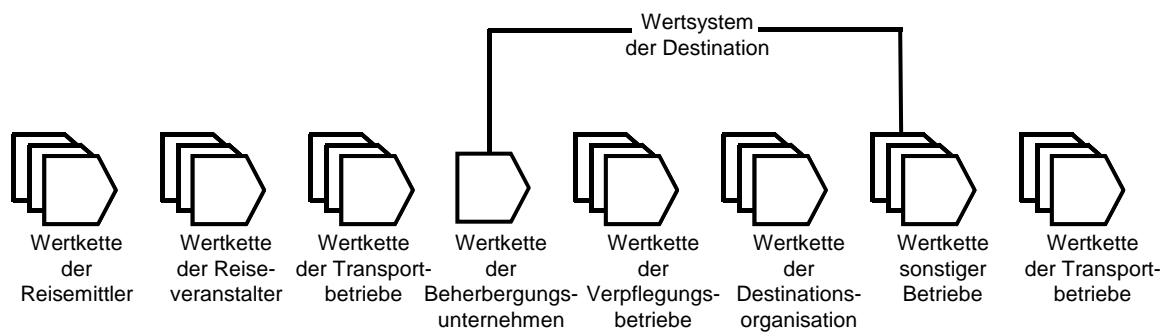 Wertsystem
der Destination
Wertkette
der
Reisemittler
Wertkette
der Reise-
veranstalter
Wertkette
der Transport-
betriebe
Wertkette
der
Beherbergungs-
unternehmen
Wertkette
der
Verpflegungs-
betriebe
Wertkette
der
Destinations-
organisation
Wertkette
sonstiger
Betriebe
Wertkette
der Transport-
betriebe